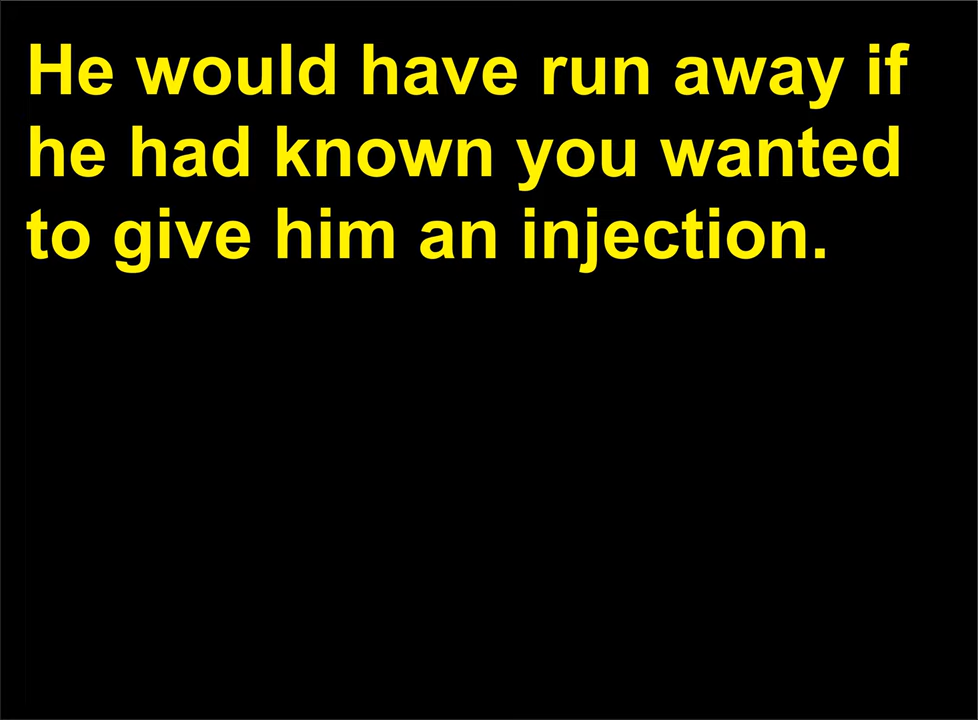 He would have run away if
he had known you wanted
to give him an injection.